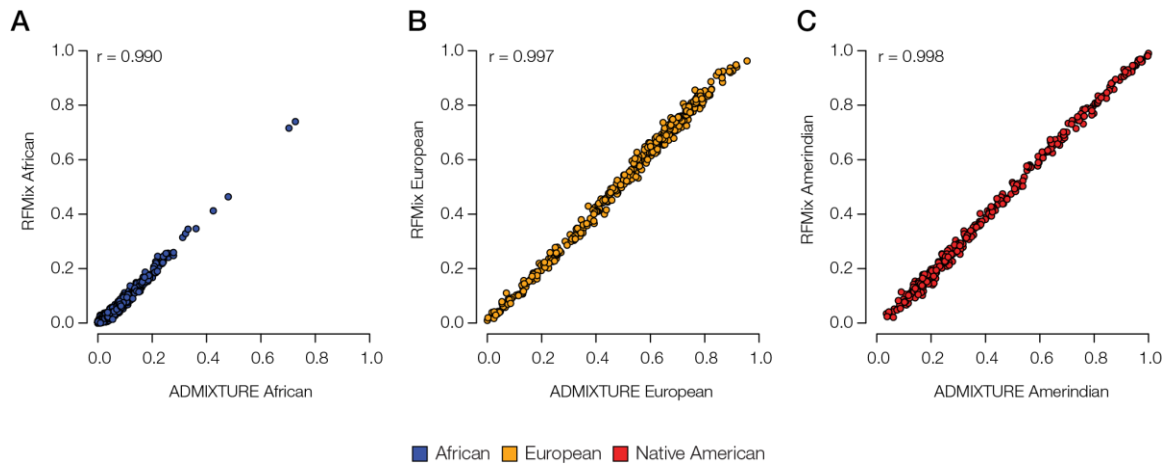 A
r = 0.990
1.0
0.8
0.6
0.4
0.2
0.0
RFMix African
0.0 0.2 0.4 0.6 0.8 1.0
ADMIXTURE African
B
r = 0.997
1.0
0.8
0.6
0.4
0.2
0.0
RFMix European
0.0 0.2 0.4 0.6 0.8 1.0
ADMIXTURE European
C
r = 0.998
1.0
0.8
0.6
0.4
0.2
0.0
RFMix Amerindian
0.0 0.2 0.4 0.6 0.8 1.0
ADMIXTURE Amerindian
African European Native American